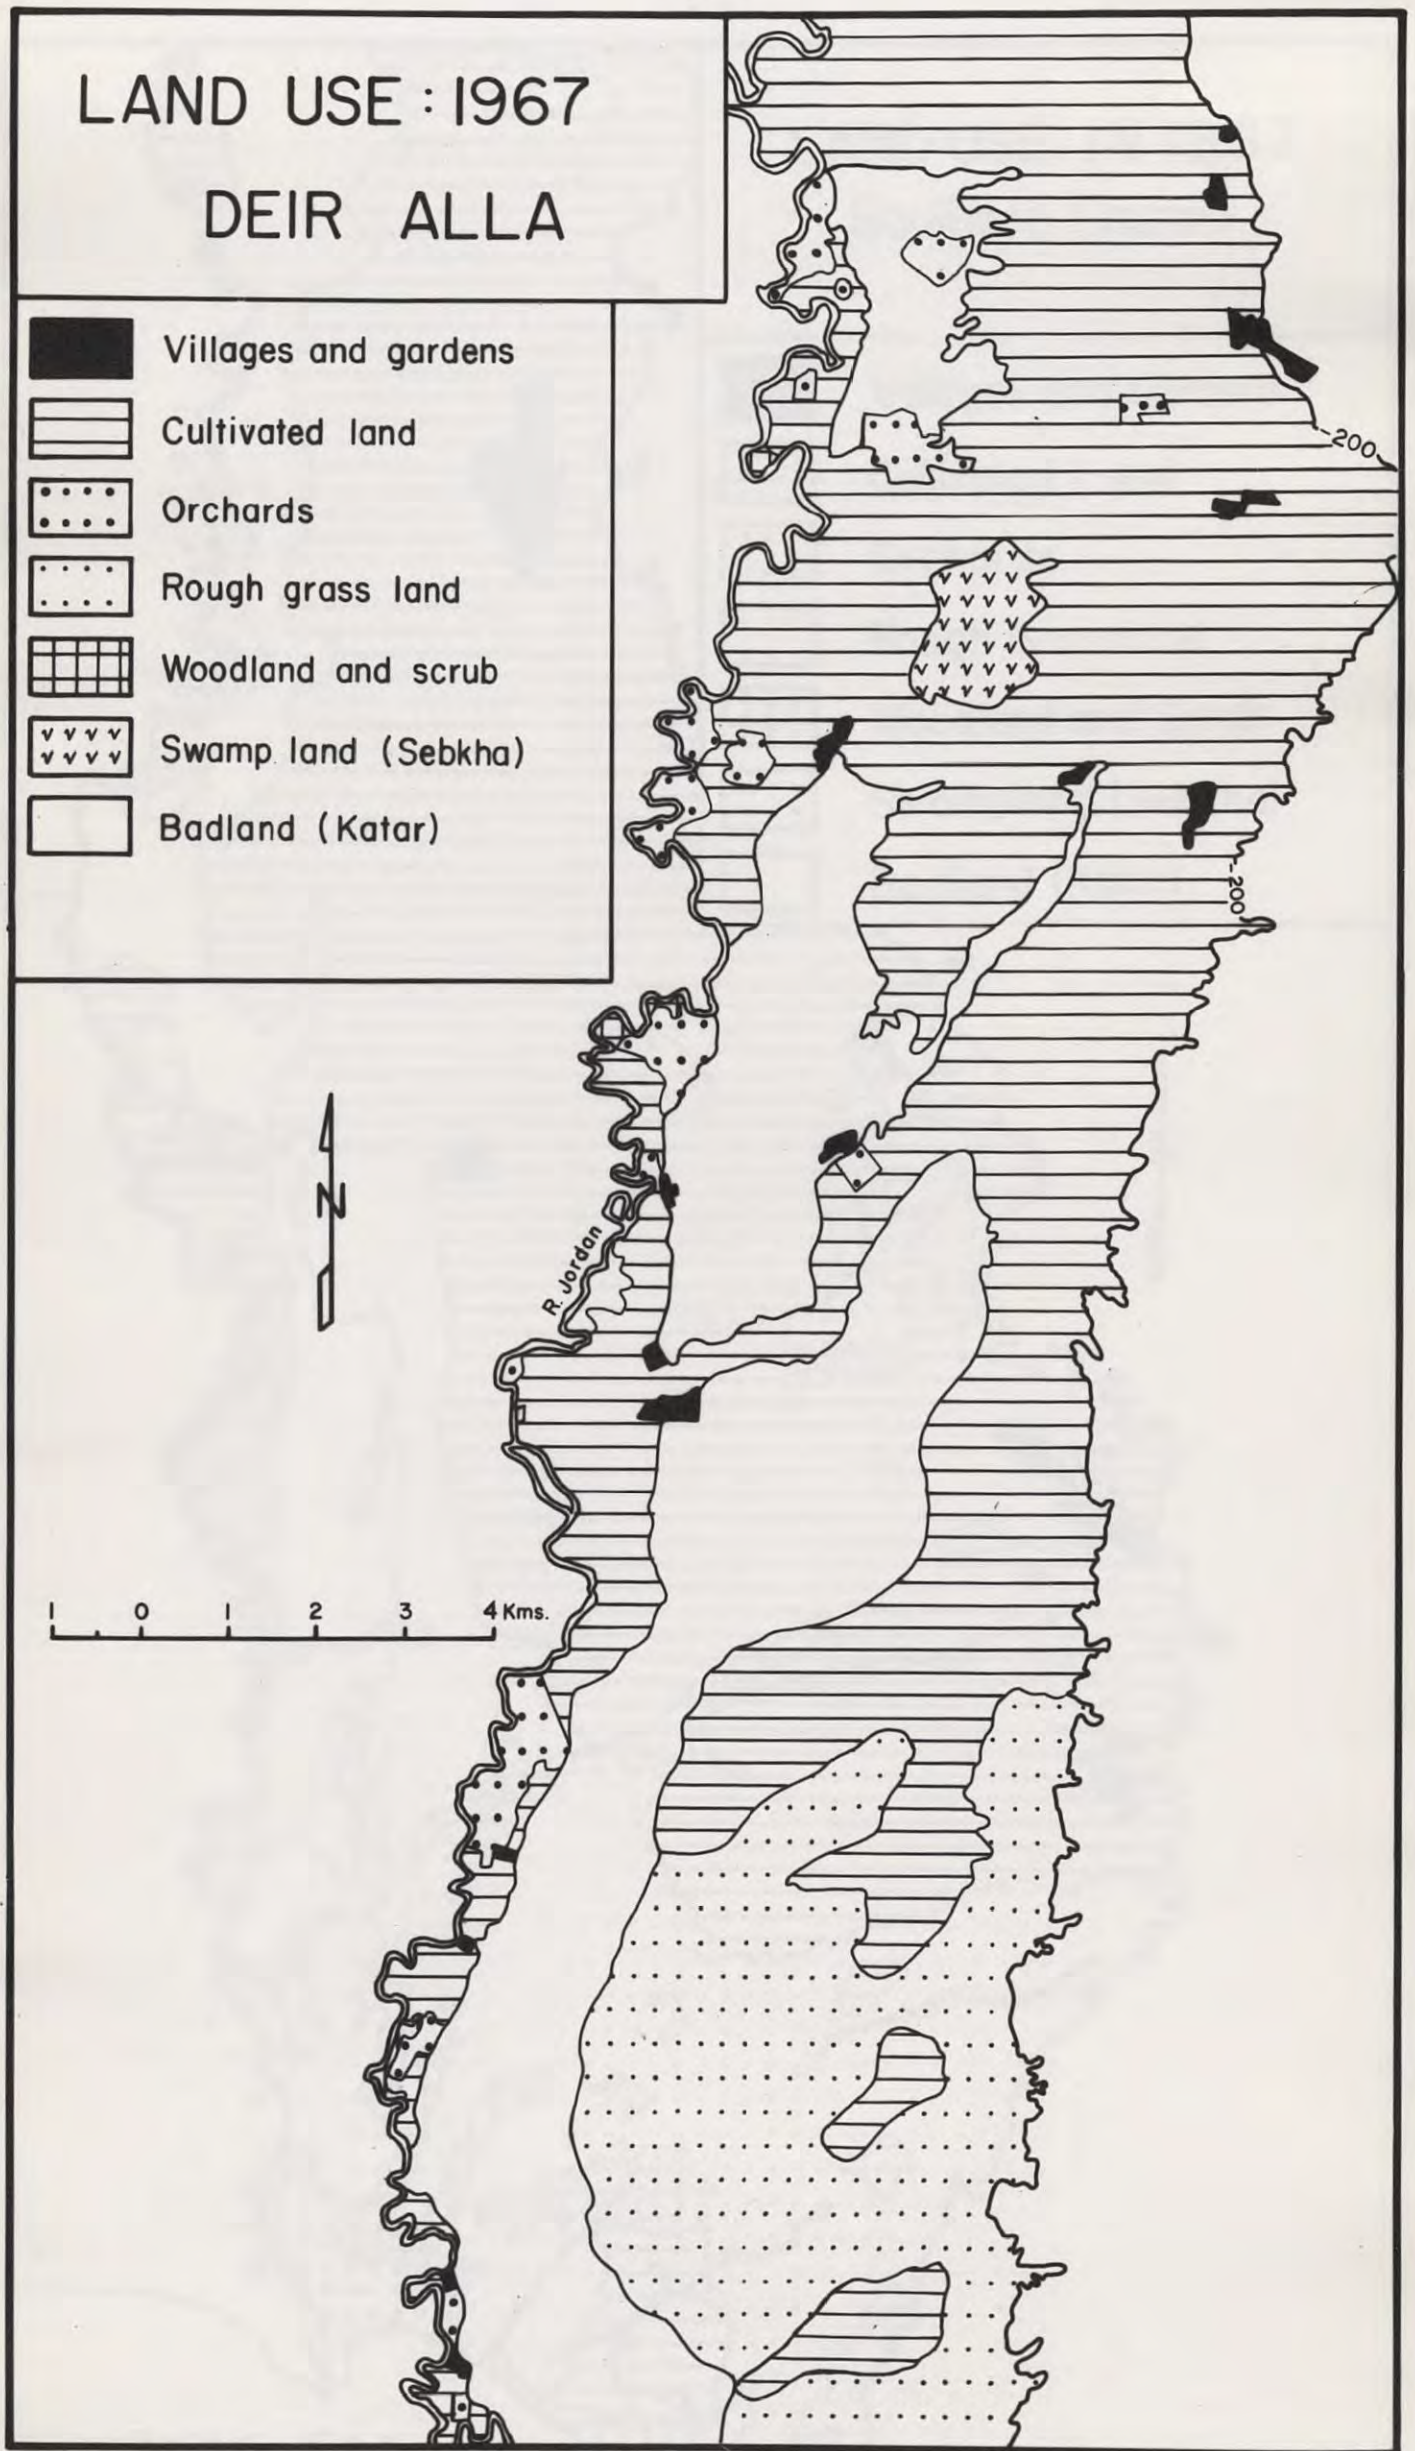 LAND USE : 1967
DEIR ALLA
Villages and gardens
Cultivated land
Orchards
Rough grass land
Woodland and scrub
Swamp land (Sebkha)
Badland (Katar)
-200
-200
N
R. Jordan
1 0 1 2 3 4 Kms.